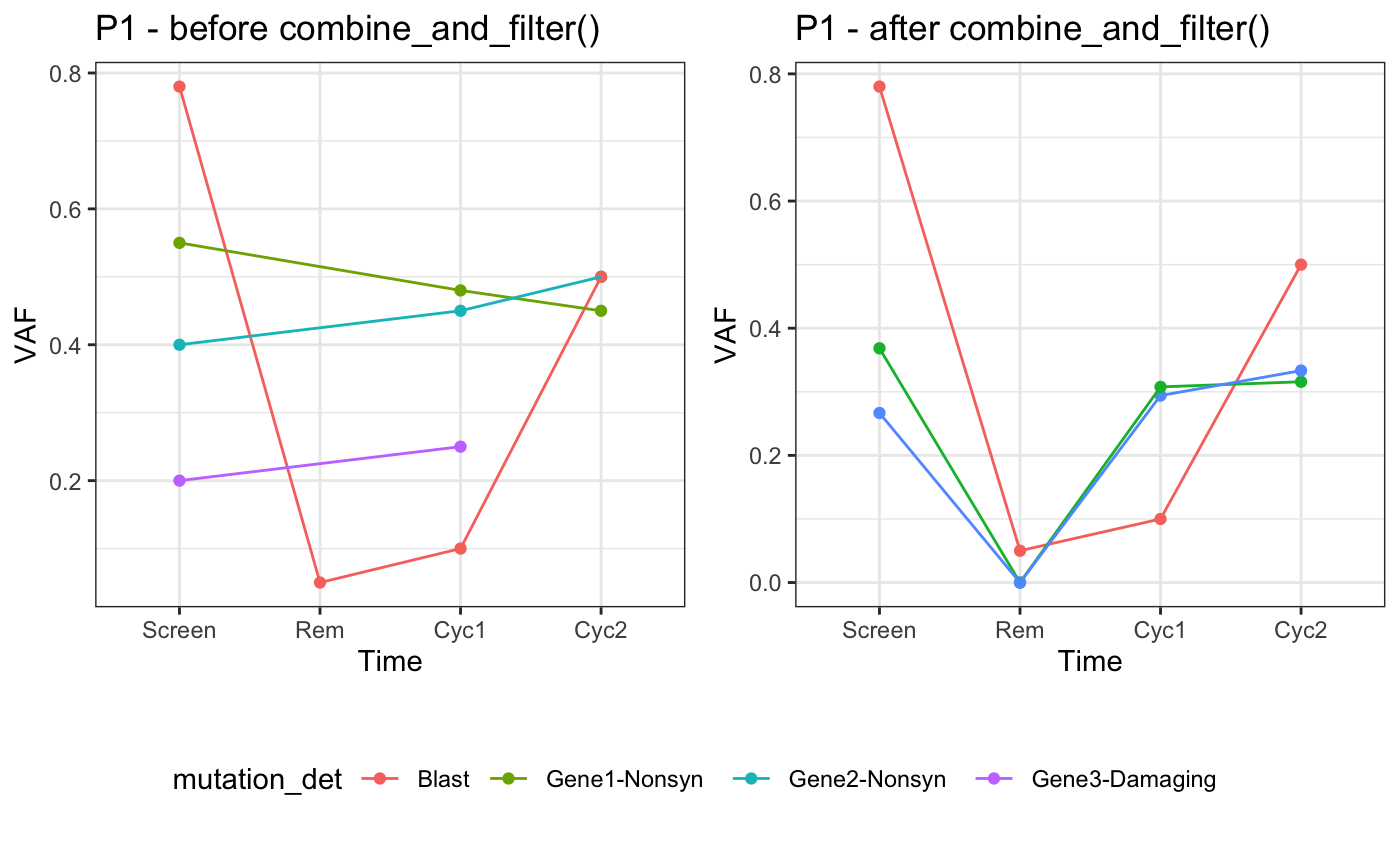 P1 - before combine_and_filter()
0.8
0.6
0.4
0.2
VAF
Screen Rem Cyc1 Cyc2
Time
P1 - after combine_and_filter()
0.8
0.6
0.4
0.2
0.0
VAF
Screen Rem Cyc1 Cyc2
Time
mutation_det Blast Gene1-Nonsyn Gene2-Nonsyn Gene3-Damaging